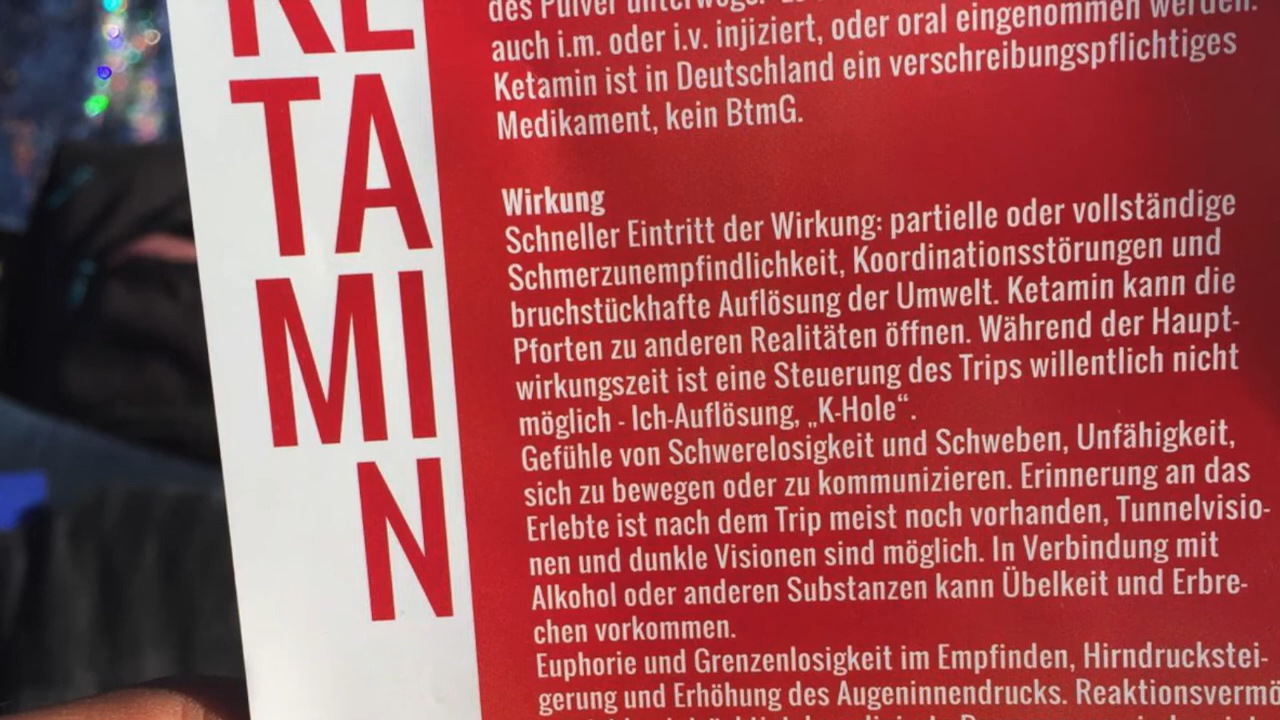 KE
TA
MI
N
des Pulver unterwegs.
auch i.m. oder i.v. injiziert, oder oral eingenommen werden.
Ketamin ist in Deutschland ein verschreibungspflichtiges
Medikament, kein BtmG.
Wirkung
Schneller Eintritt der Wirkung: partielle oder vollständige
Schmerzunempfindlichkeit, Koordinationsstörungen und
bruchstückhafte Auflösung der Umwelt. Ketamin kann die
Pforten zu anderen Realitäten öffnen. Während der Haupt-
wirkungszeit ist eine Steuerung des Trips willentlich nicht
möglich - Ich-Auflösung, „K-Hole“.
Gefühle von Schwerelosigkeit und Schweben, Unfähigkeit,
sich zu bewegen oder zu kommunizieren. Erinnerung an das
Erlebte ist nach dem Trip meist noch vorhanden, Tunnelvisio-
nen und dunkle Visionen sind möglich. In Verbindung mit
Alkohol oder anderen Substanzen kann Übelkeit und Erbre-
chen vorkommen.
Euphorie und Grenzenlosigkeit im Empfinden, Hirndruckstei-
gerung und Erhöhung des Augeninnendrucks. Reaktionsvermö